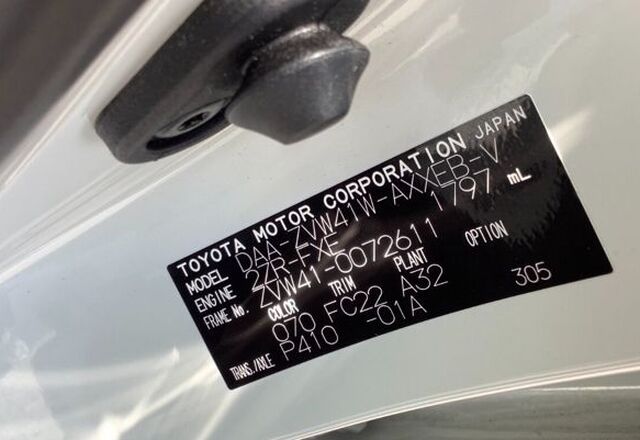 TOYOTA MOTOR CORPORATION JAPAN
MODEL DAA-ZVW41W-AXXEB-V
ENGINE 2ZR-FXE 1797 mL
FRAME No. ZVW41-0072611
COLOR TRIM PLANT OPTION
070 FC22 A32 305
TRANS./AXLE P410 -01A